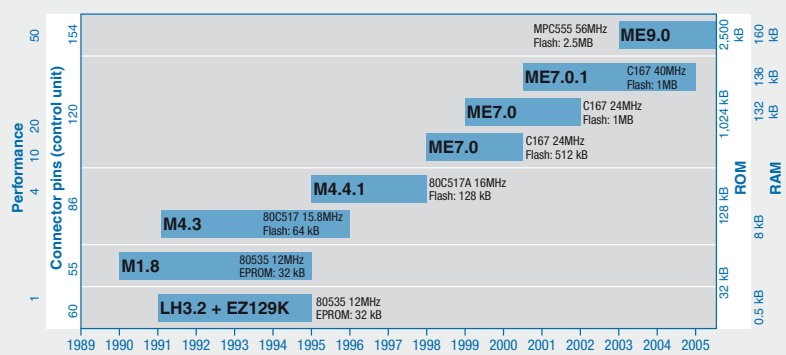 Performance
1
4
10
20
50
Connector pins (control unit)
60
55
86
120
154
MPC555 56MHz
Flash: 2.5MB
ME9.0
ME7.0.1
C167 40MHz
Flash: 1MB
ME7.0
C167 24MHz
Flash: 1MB
ME7.0
C167 24MHz
Flash: 512 kB
M4.4.1
80C517A 16MHz
Flash: 128 kB
M4.3
80C517 15.8MHz
Flash: 64 kB
M1.8
80535 12MHz
EPROM: 32 kB
LH3.2 + EZ129K
80535 12MHz
EPROM: 32 kB
ROM
32 kB
128 kB
1,024 kB
2,500
kB
RAM
0.5 kB
8 kB
132
kB
136
kB
160
kB
1989 1990 1991 1992 1993 1994 1995 1996 1997 1998 1999 2000 2001 2002 2003 2004 2005